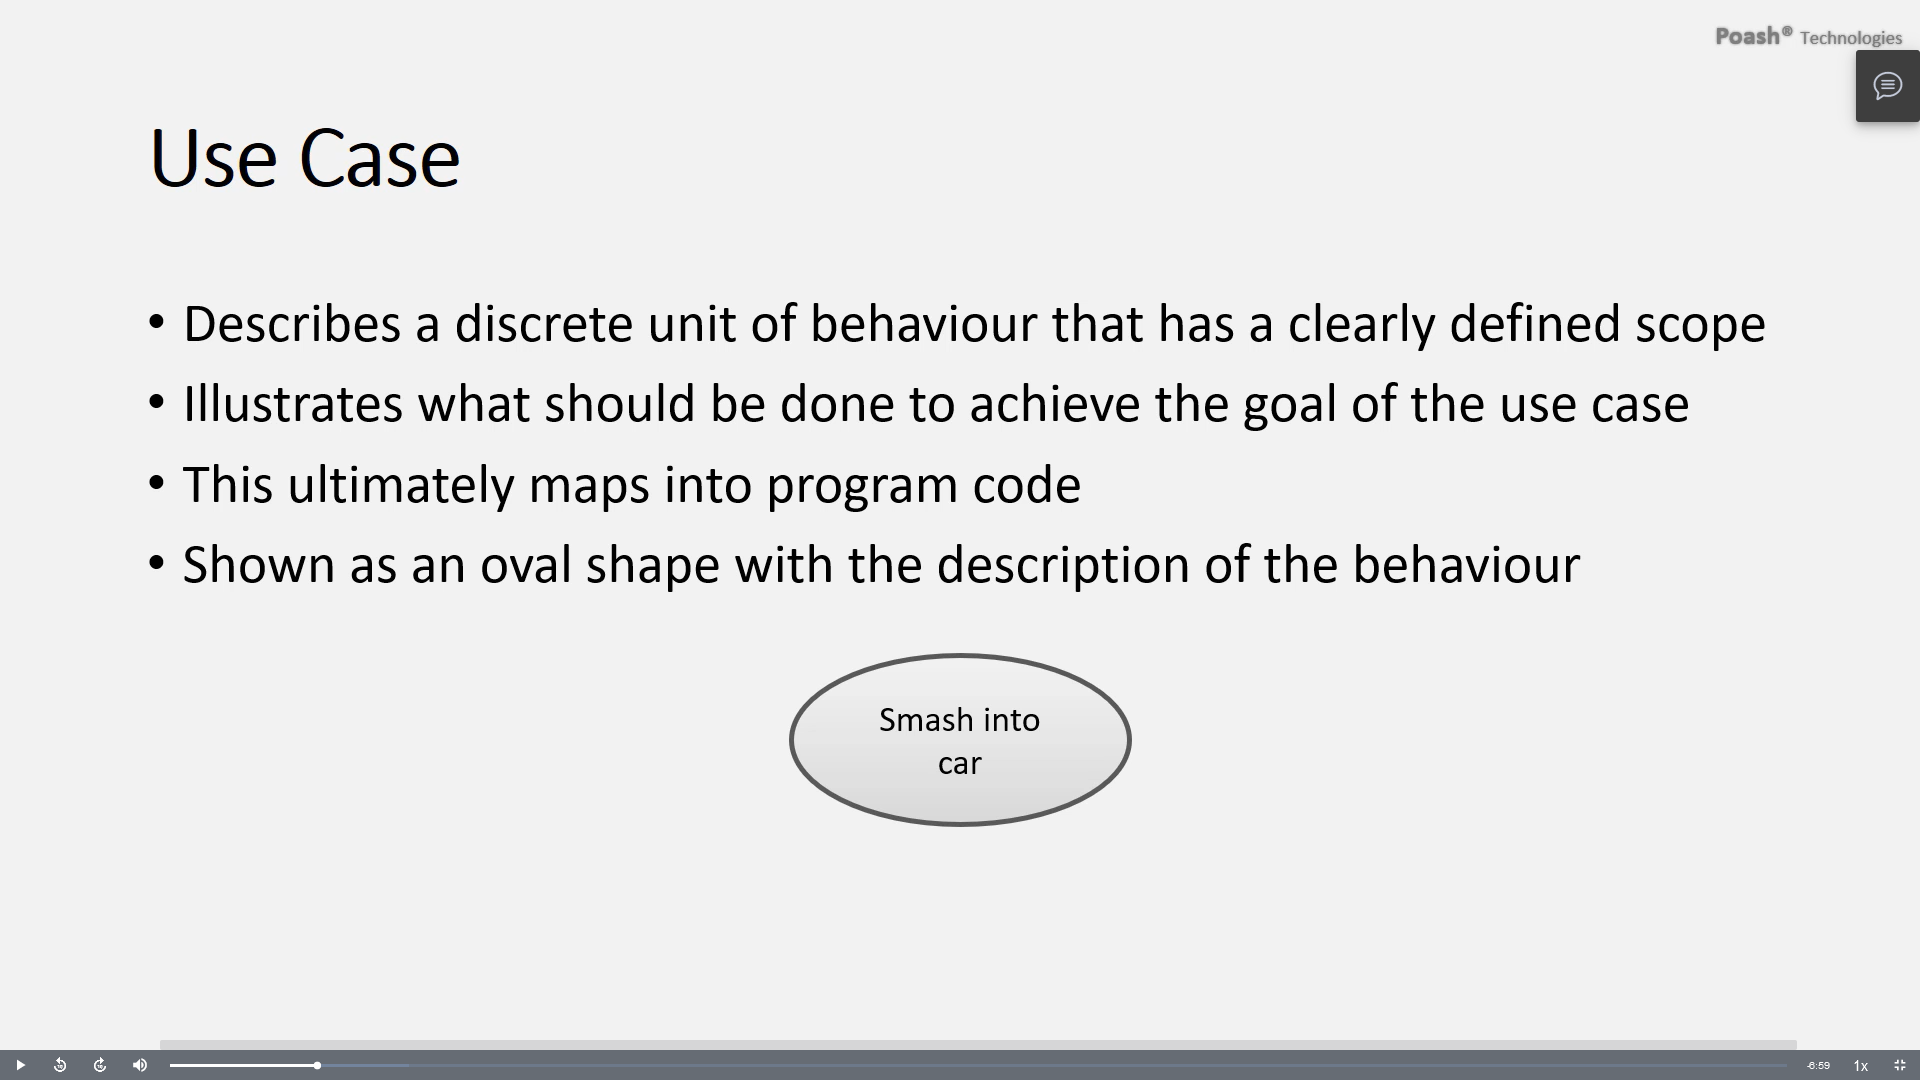 Poash® Technologies
Use Case
• Describes a discrete unit of behaviour that has a clearly defined scope
• Illustrates what should be done to achieve the goal of the use case
• This ultimately maps into program code
• Shown as an oval shape with the description of the behaviour
Smash into
car
-6:59 1x